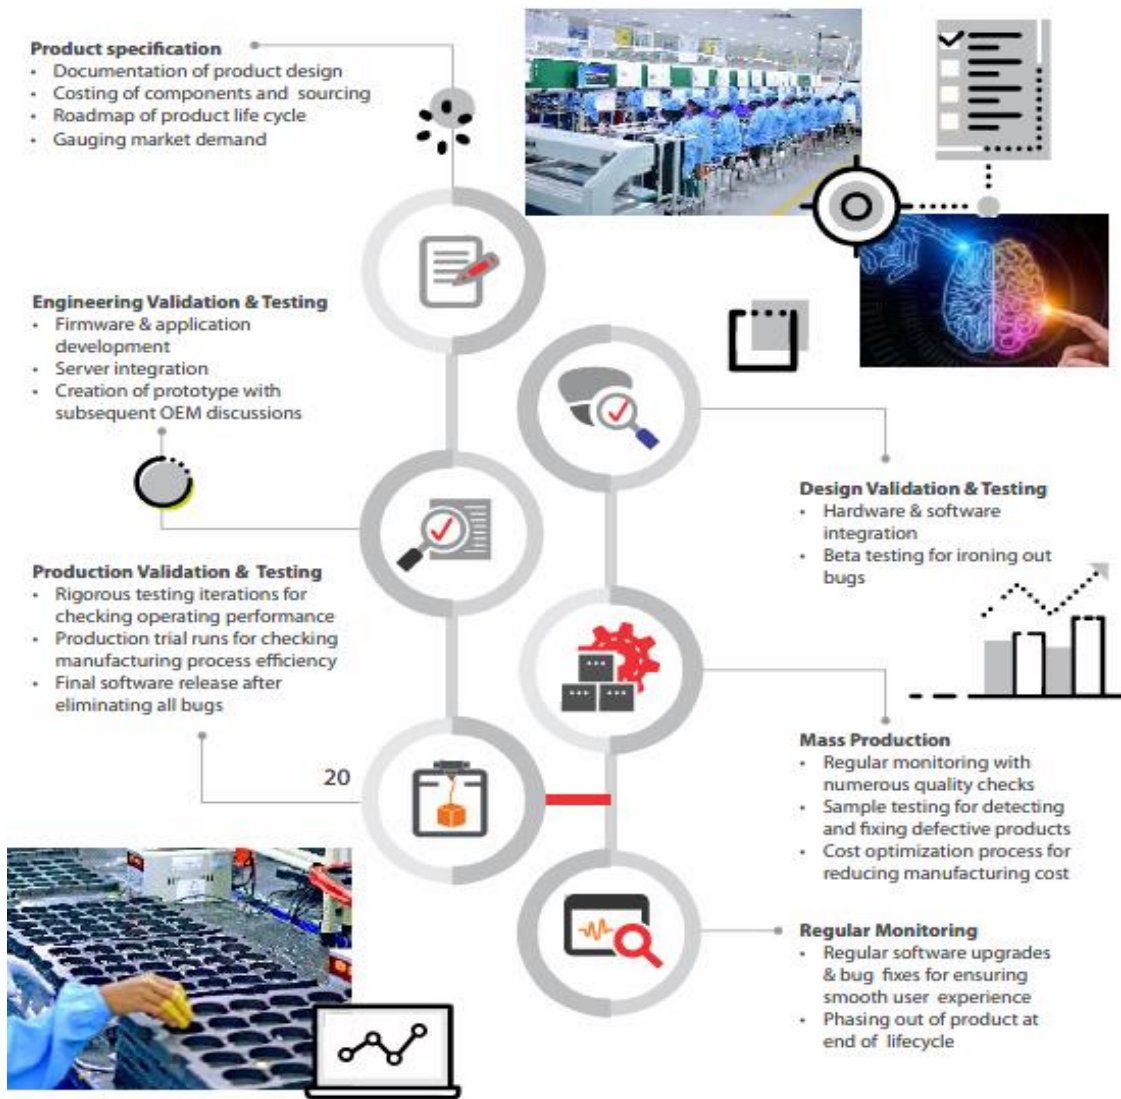 Product specification
• Documentation of product design
• Costing of components and sourcing
• Roadmap of product life cycle
• Gauging market demand
Engineering Validation & Testing
• Firmware & application
development
• Server integration
• Creation of prototype with
subsequent OEM discussions
Design Validation & Testing
• Hardware & software
integration
• Beta testing for ironing out
bugs
Production Validation & Testing
• Rigorous testing iterations for
checking operating performance
• Production trial runs for checking
manufacturing process efficiency
• Final software release after
eliminating all bugs
20
Mass Production
• Regular monitoring with
numerous quality checks
• Sample testing for detecting
and fixing defective products
• Cost optimization process for
reducing manufacturing cost
Regular Monitoring
• Regular software upgrades
& bug fixes for ensuring
smooth user experience
• Phasing out of product at
end of lifecycle